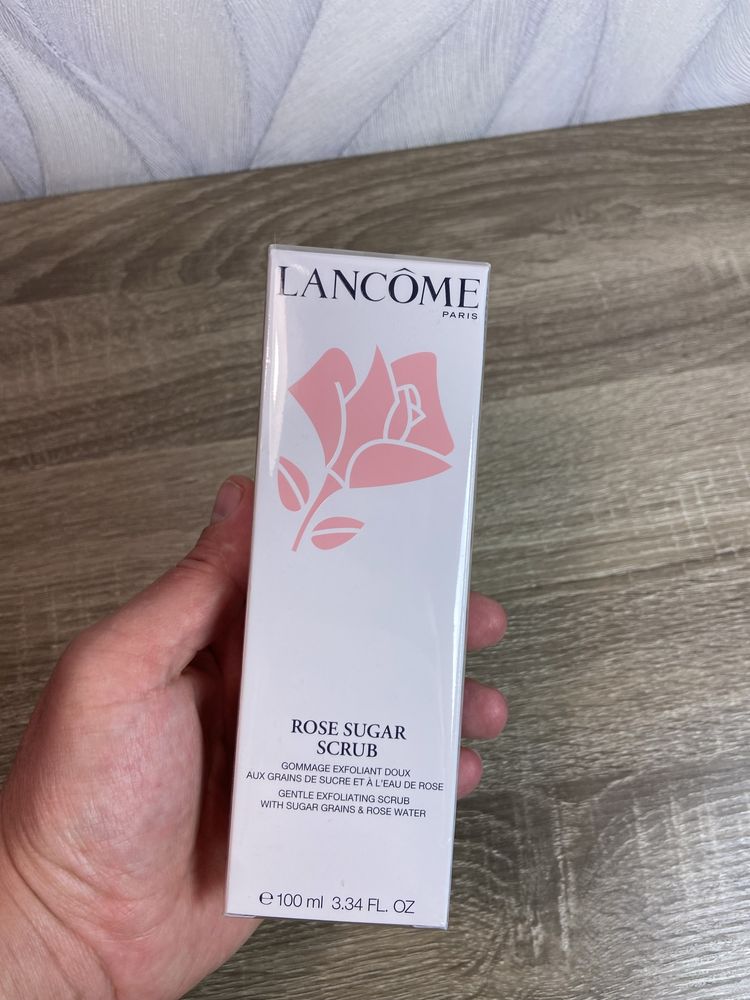 LANCÔME
PARIS
ROSE SUGAR
SCRUB
GOMMAGE EXFOLIANT DOUX
AUX GRAINS DE SUCRE ET À L'EAU DE ROSE
GENTLE EXFOLIATING SCRUB
WITH SUGAR GRAINS & ROSE WATER
℮ 100 ml 3.34 FL. OZ